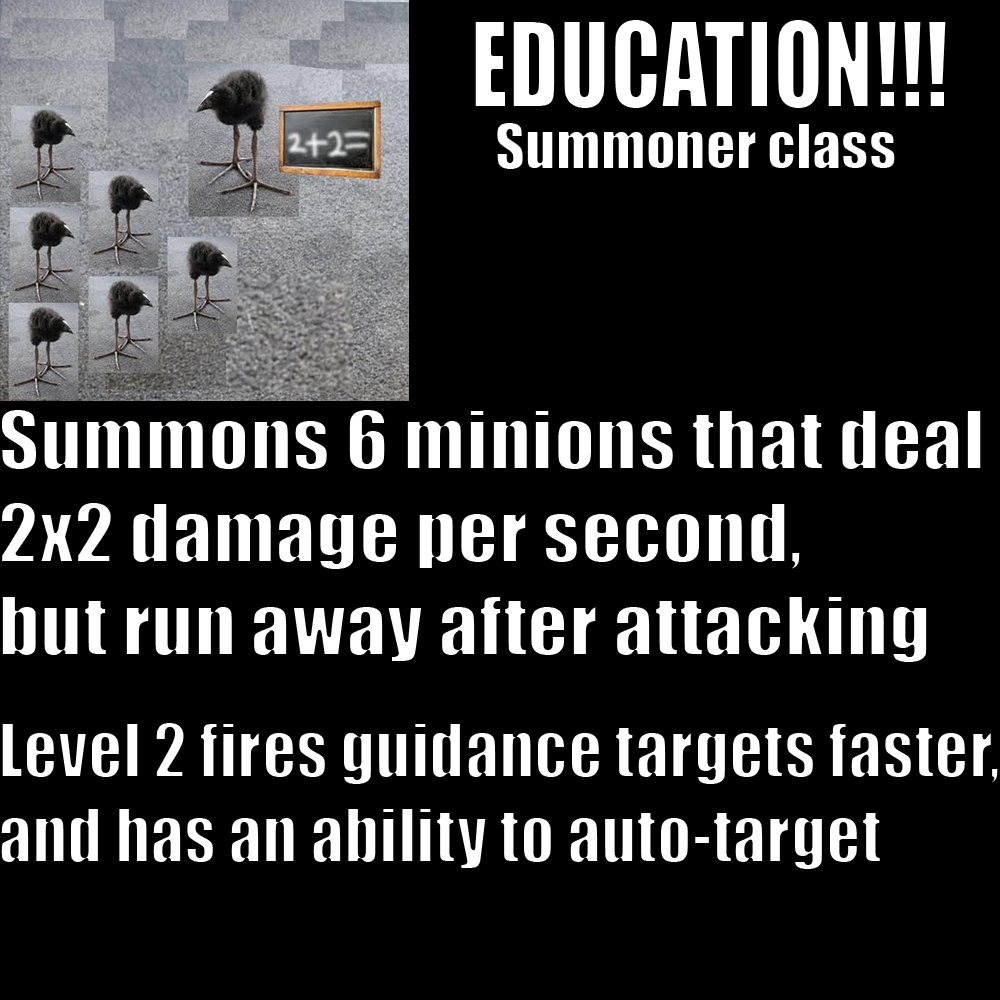 EDUCATION!!!
Summoner class
2+2=
Summons 6 minions that deal
2x2 damage per second,
but run away after attacking
Level 2 fires guidance targets faster,
and has an ability to auto-target